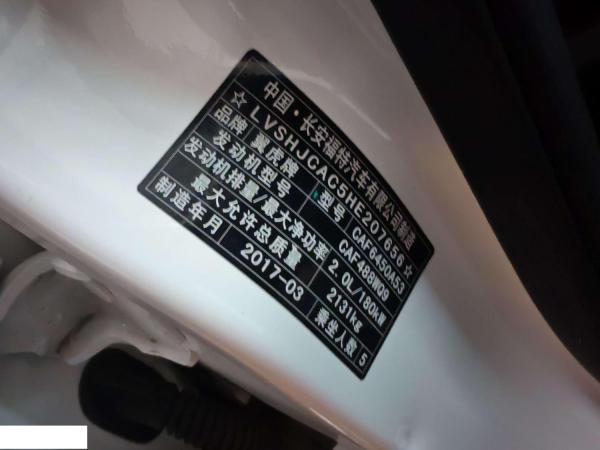 中国·长安福特汽车有限公司制造
☆LVSHJCAC5HE207686☆
品牌 翼虎牌 型号 CAF6450A53
发动机型号 CAF488WQ9
发动机排量/最大净功率 2.0L/180kW
最大允许总质量 2131kg
制造年月 2017-03 乘坐人数 5